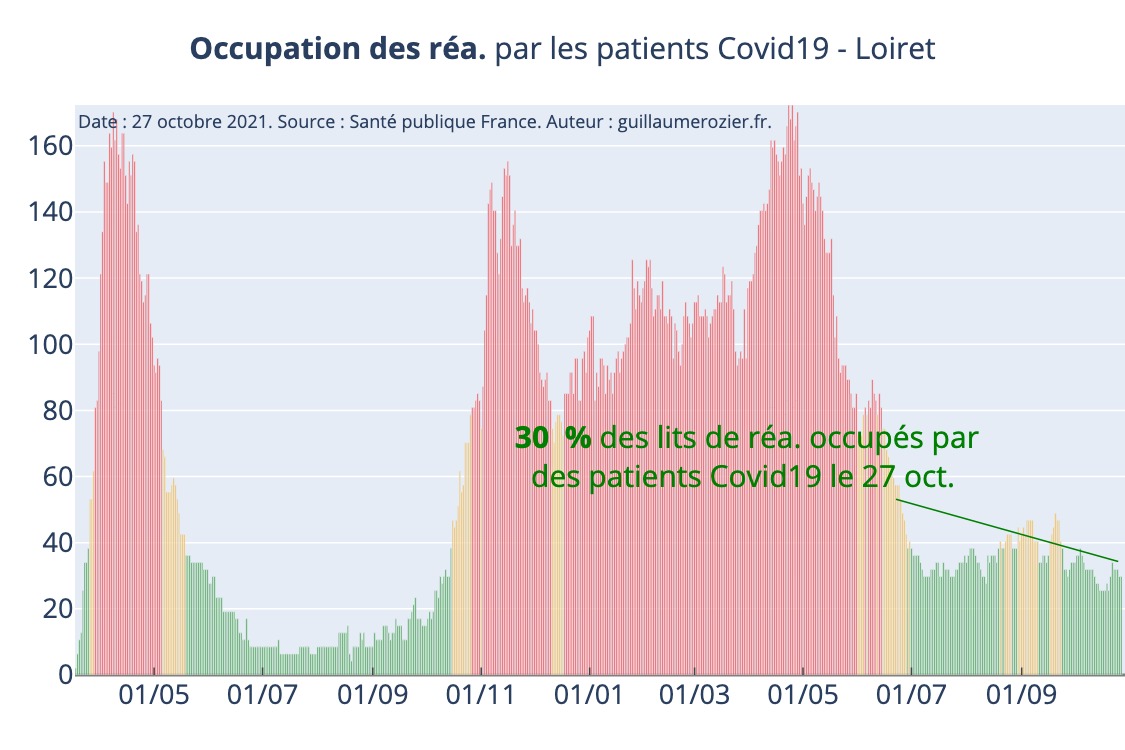 Occupation des réa. par les patients Covid19 - Loiret
Date : 27 octobre 2021. Source : Santé publique France. Auteur : guillaumerozier.fr.
160
140
120
100
80
60
40
20
0
30 % des lits de réa. occupés par
des patients Covid19 le 27 oct.
01/05 01/07 01/09 01/11 01/01 01/03 01/05 01/07 01/09